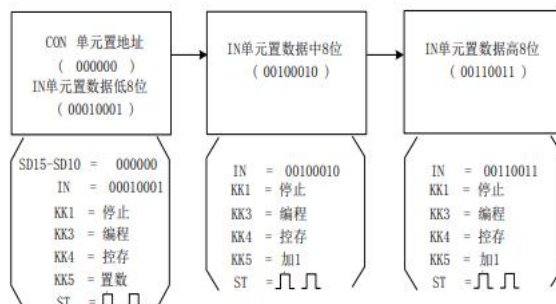 CON 单元置地址
( 000000 )
IN单元置数据低8位
(00010001 )
IN单元置数据中8位
( 00100010 )
IN单元置数据高8位
( 00110011 )
SD15-SD10 = 000000
IN = 00010001
KK1 = 停止
KK3 = 编程
KK4 = 控存
KK5 = 置数
ST =
IN = 00100010
KK1 = 停止
KK3 = 编程
KK4 = 控存
KK5 = 加1
ST =
IN = 00110011
KK1 = 停止
KK3 = 编程
KK4 = 控存
KK5 = 加1
ST =